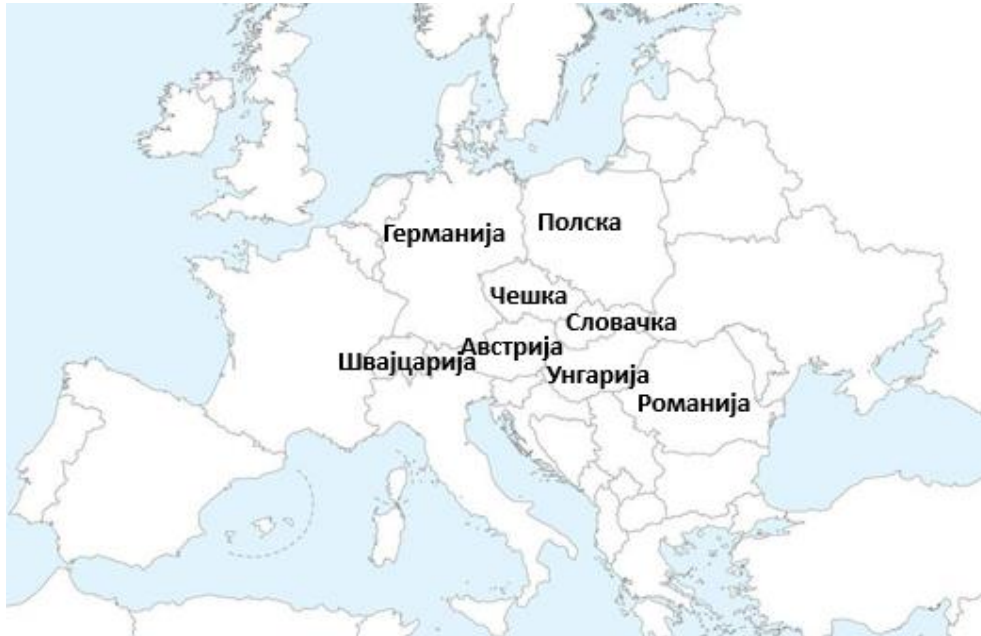 Германија
Полска
Чешка
Словачка
Австрија
Швајцарија
Унгарија
Романија